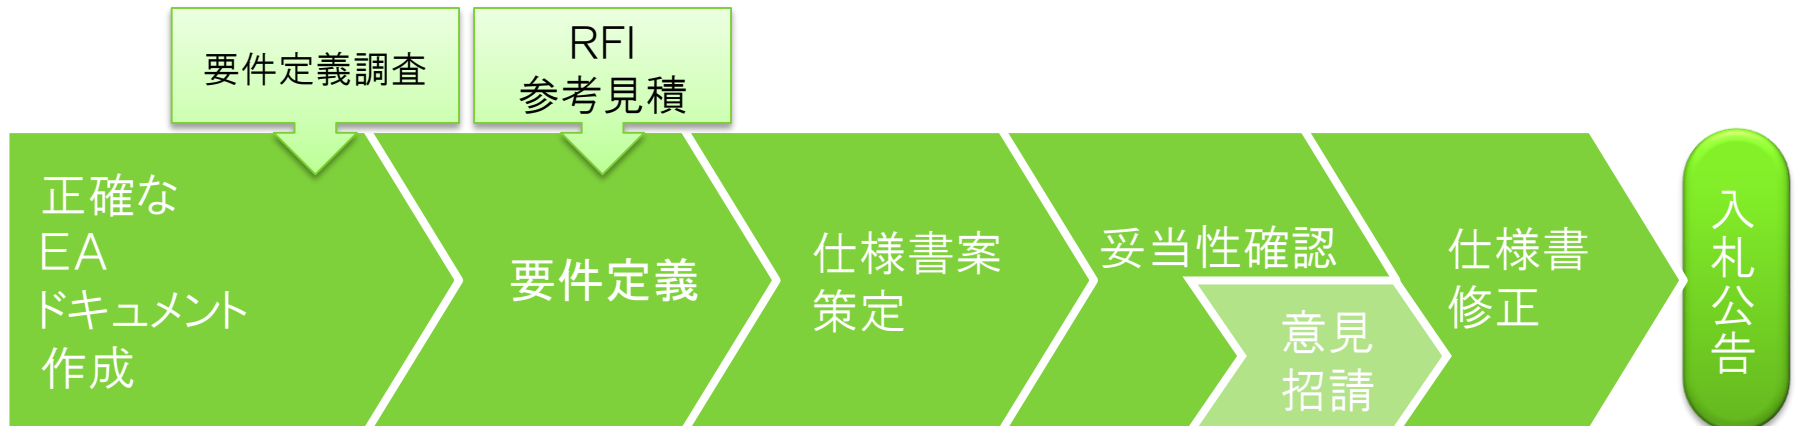 要件定義調査
RFI
参考見積
正確な
EA
ドキュメント
作成
要件定義
仕様書案
策定
妥当性確認
意見
招請
仕様書
修正
入札公告